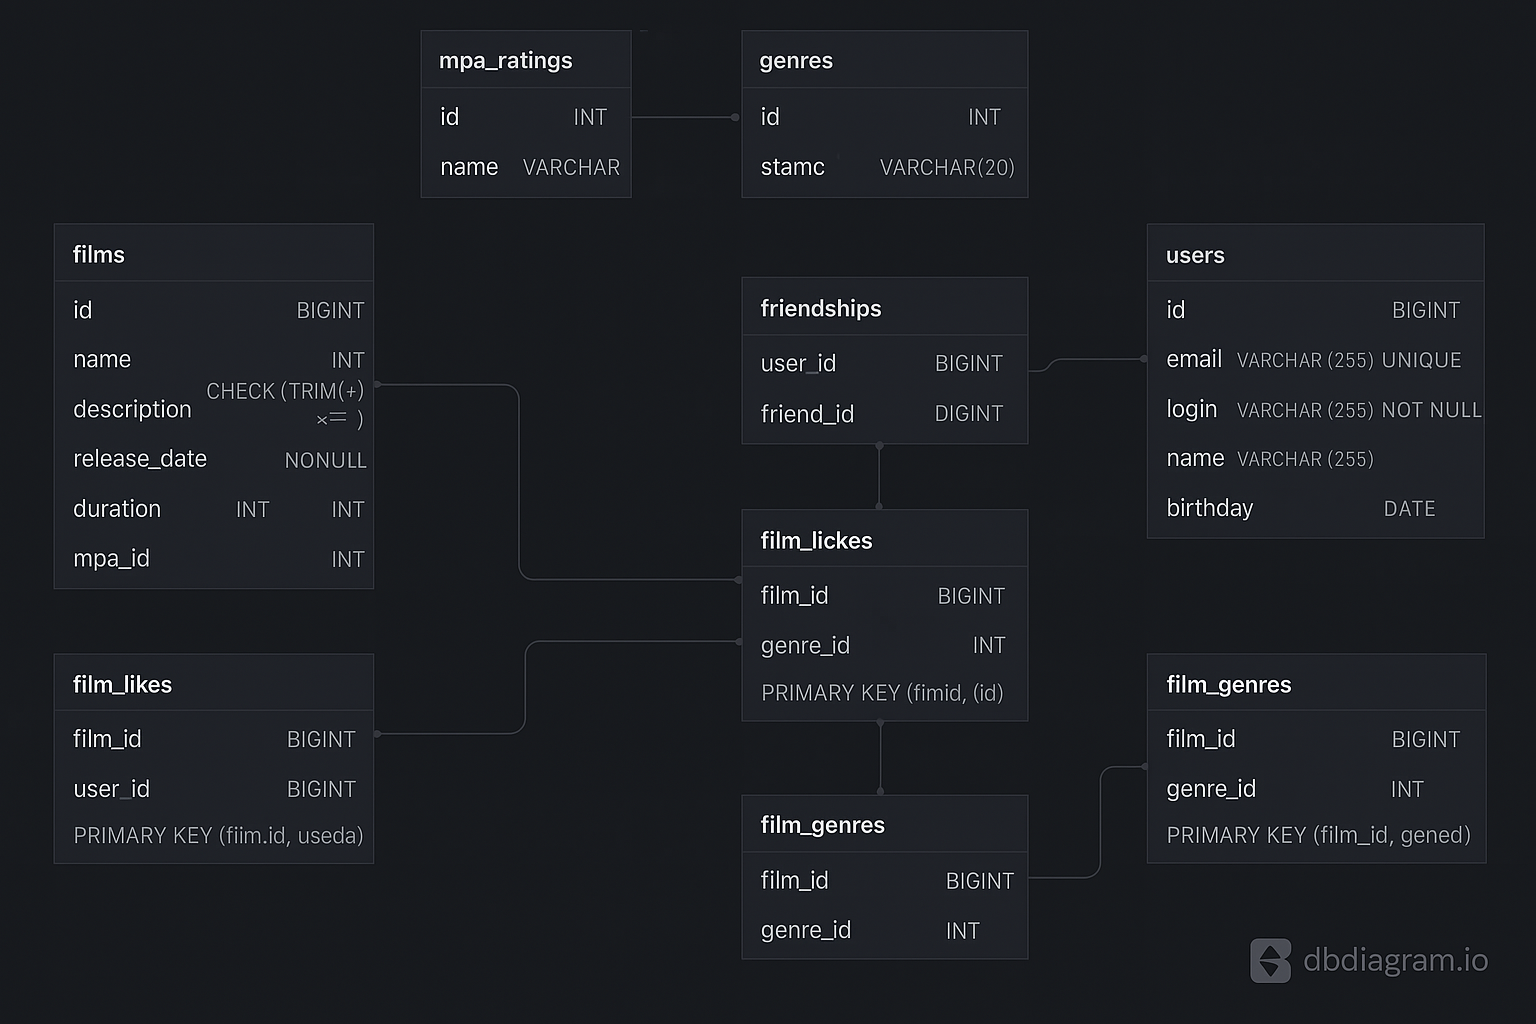 mpa_ratings
id INT
name VARCHAR
genres
id INT
stamc VARCHAR(20)
films
id BIGINT
name INT
description CHECK (TRIM(+)
×= )
release_date NONULL
duration INT INT
mpa_id INT
friendships
user_id BIGINT
friend_id DIGINT
users
id BIGINT
email VARCHAR (255) UNIQUE
login VARCHAR (255) NOT NULL
name VARCHAR (255)
birthday DATE
film_lickes
film_id BIGINT
genre_id INT
PRIMARY KEY (fimid, (id)
film_likes
film_id BIGINT
user_id BIGINT
PRIMARY KEY (fiim.id, useda)
film_genres
film_id BIGINT
genre_id INT
film_genres
film_id BIGINT
genre_id INT
PRIMARY KEY (film_id, gened)
dbdiagram.io